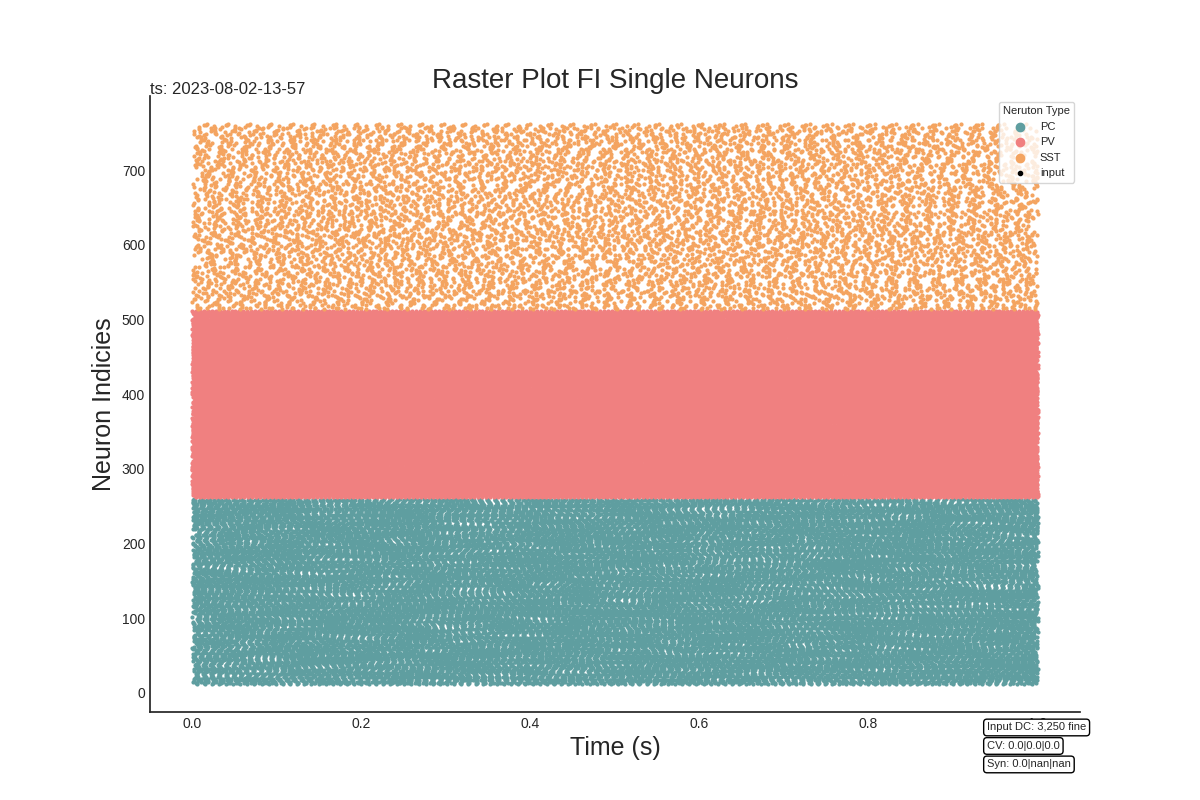 Raster Plot FI Single Neurons
ts: 2023-08-02-13-57
Neruton Type
PC
PV
SST
input
Neuron Indicies
700
600
500
400
300
200
100
0
0.0 0.2 0.4 0.6 0.8
Time (s)
Input DC: 3,250 fine
CV: 0.0|0.0|0.0
Syn: 0.0|nan|nan